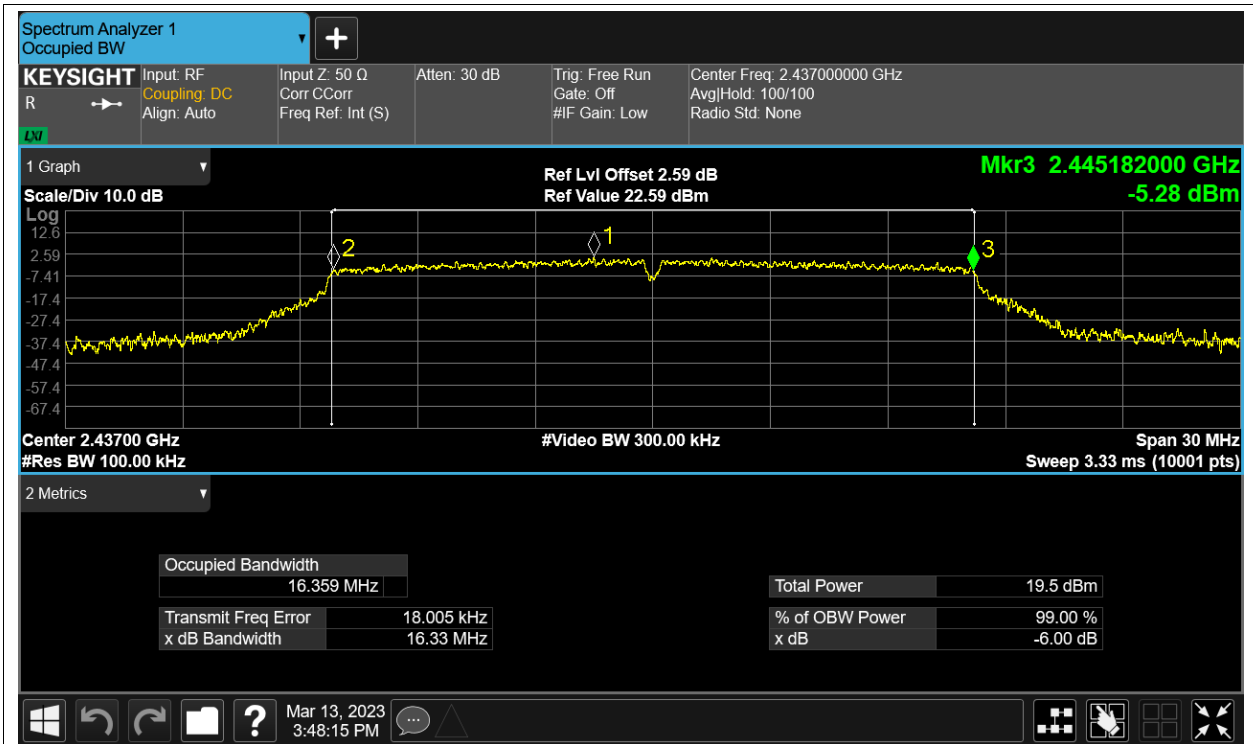 Spectrum Analyzer 1
Occupied BW
KEYSIGHT
R
LXI
Input: RF
Coupling: DC
Align: Auto
Input Z: 50 Ω
Corr CCorr
Freq Ref: Int (S)
Atten: 30 dB
Trig: Free Run
Gate: Off
#IF Gain: Low
Center Freq: 2.437000000 GHz
Avg|Hold: 100/100
Radio Std: None
1 Graph
Scale/Div 10.0 dB
Ref Lvl Offset 2.59 dB
Ref Value 22.59 dBm
Mkr3 2.445182000 GHz
-5.28 dBm
Log
12.6
2.59
-7.41
-17.4
-27.4
-37.4
-47.4
-57.4
-67.4
2
1
3
Center 2.43700 GHz
#Video BW 300.00 kHz
Span 30 MHz
#Res BW 100.00 kHz
Sweep 3.33 ms (10001 pts)
2 Metrics
Occupied Bandwidth
16.359 MHz
Total Power 19.5 dBm
Transmit Freq Error 18.005 kHz
% of OBW Power 99.00 %
x dB Bandwidth 16.33 MHz
x dB -6.00 dB
?
Mar 13, 2023
3:48:15 PM